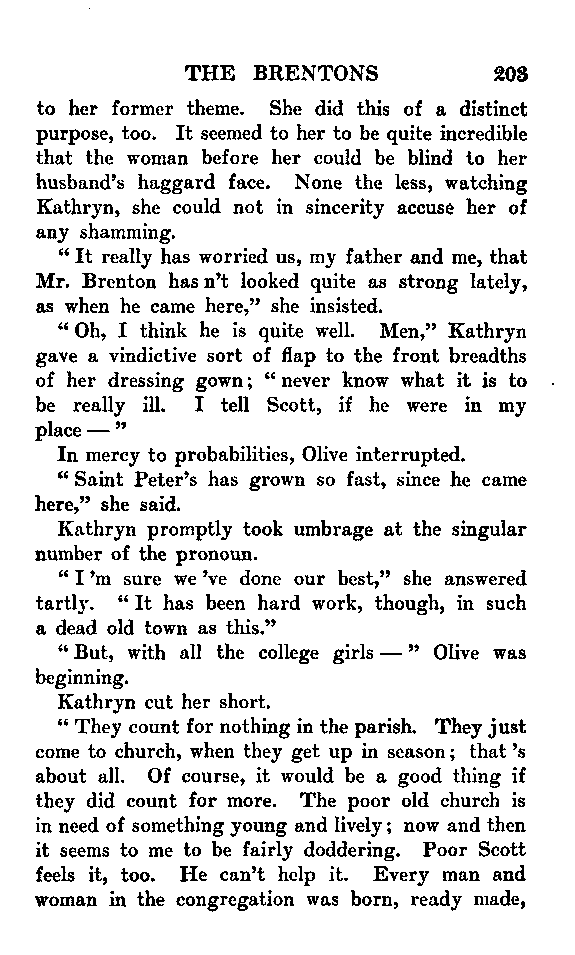 THE BRENTONS 203
to her former theme. She did this of a distinct
purpose, too. It seemed to her to be quite incredible
that the woman before her could be blind to her
husband's haggard face. None the less, watching
Kathryn, she could not in sincerity accuse her of
any shamming.
“ It really has worried us, my father and me, that
Mr. Brenton has n't looked quite as strong lately,
as when he came here,” she insisted.
“ Oh, I think he is quite well. Men,” Kathryn
gave a vindictive sort of flap to the front breadths
of her dressing gown; “ never know what it is to
be really ill. I tell Scott, if he were in my
place — ”
In mercy to probabilities, Olive interrupted.
“ Saint Peter's has grown so fast, since he came
here,” she said.
Kathryn promptly took umbrage at the singular
number of the pronoun.
“ I 'm sure we 've done our best,” she answered
tartly. “ It has been hard work, though, in such
a dead old town as this.”
“ But, with all the college girls — ” Olive was
beginning.
Kathryn cut her short.
“ They count for nothing in the parish. They just
come to church, when they get up in season; that 's
about all. Of course, it would be a good thing if
they did count for more. The poor old church is
in need of something young and lively; now and then
it seems to me to be fairly doddering. Poor Scott
feels it, too. He can't help it. Every man and
woman in the congregation was born, ready made,